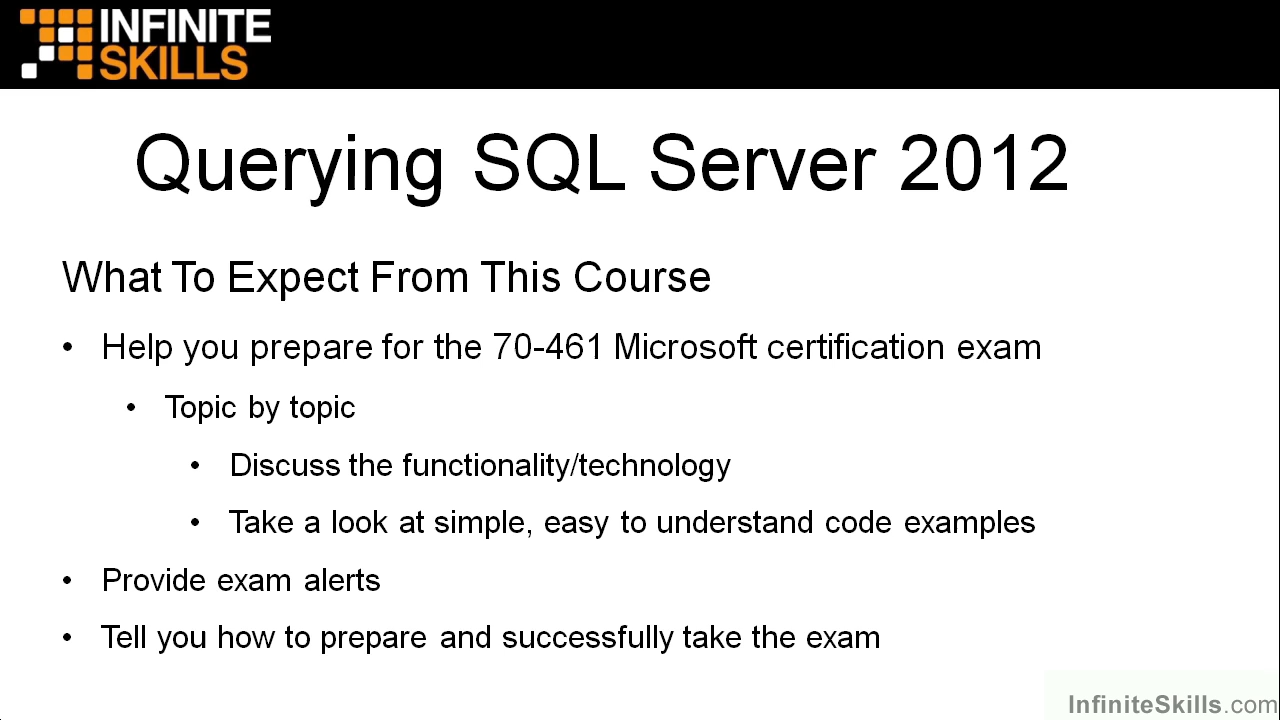 INFINITE
SKILLS
Querying SQL Server 2012
What To Expect From This Course
• Help you prepare for the 70-461 Microsoft certification exam
• Topic by topic
• Discuss the functionality/technology
• Take a look at simple, easy to understand code examples
• Provide exam alerts
• Tell you how to prepare and successfully take the exam
InfiniteSkills.com